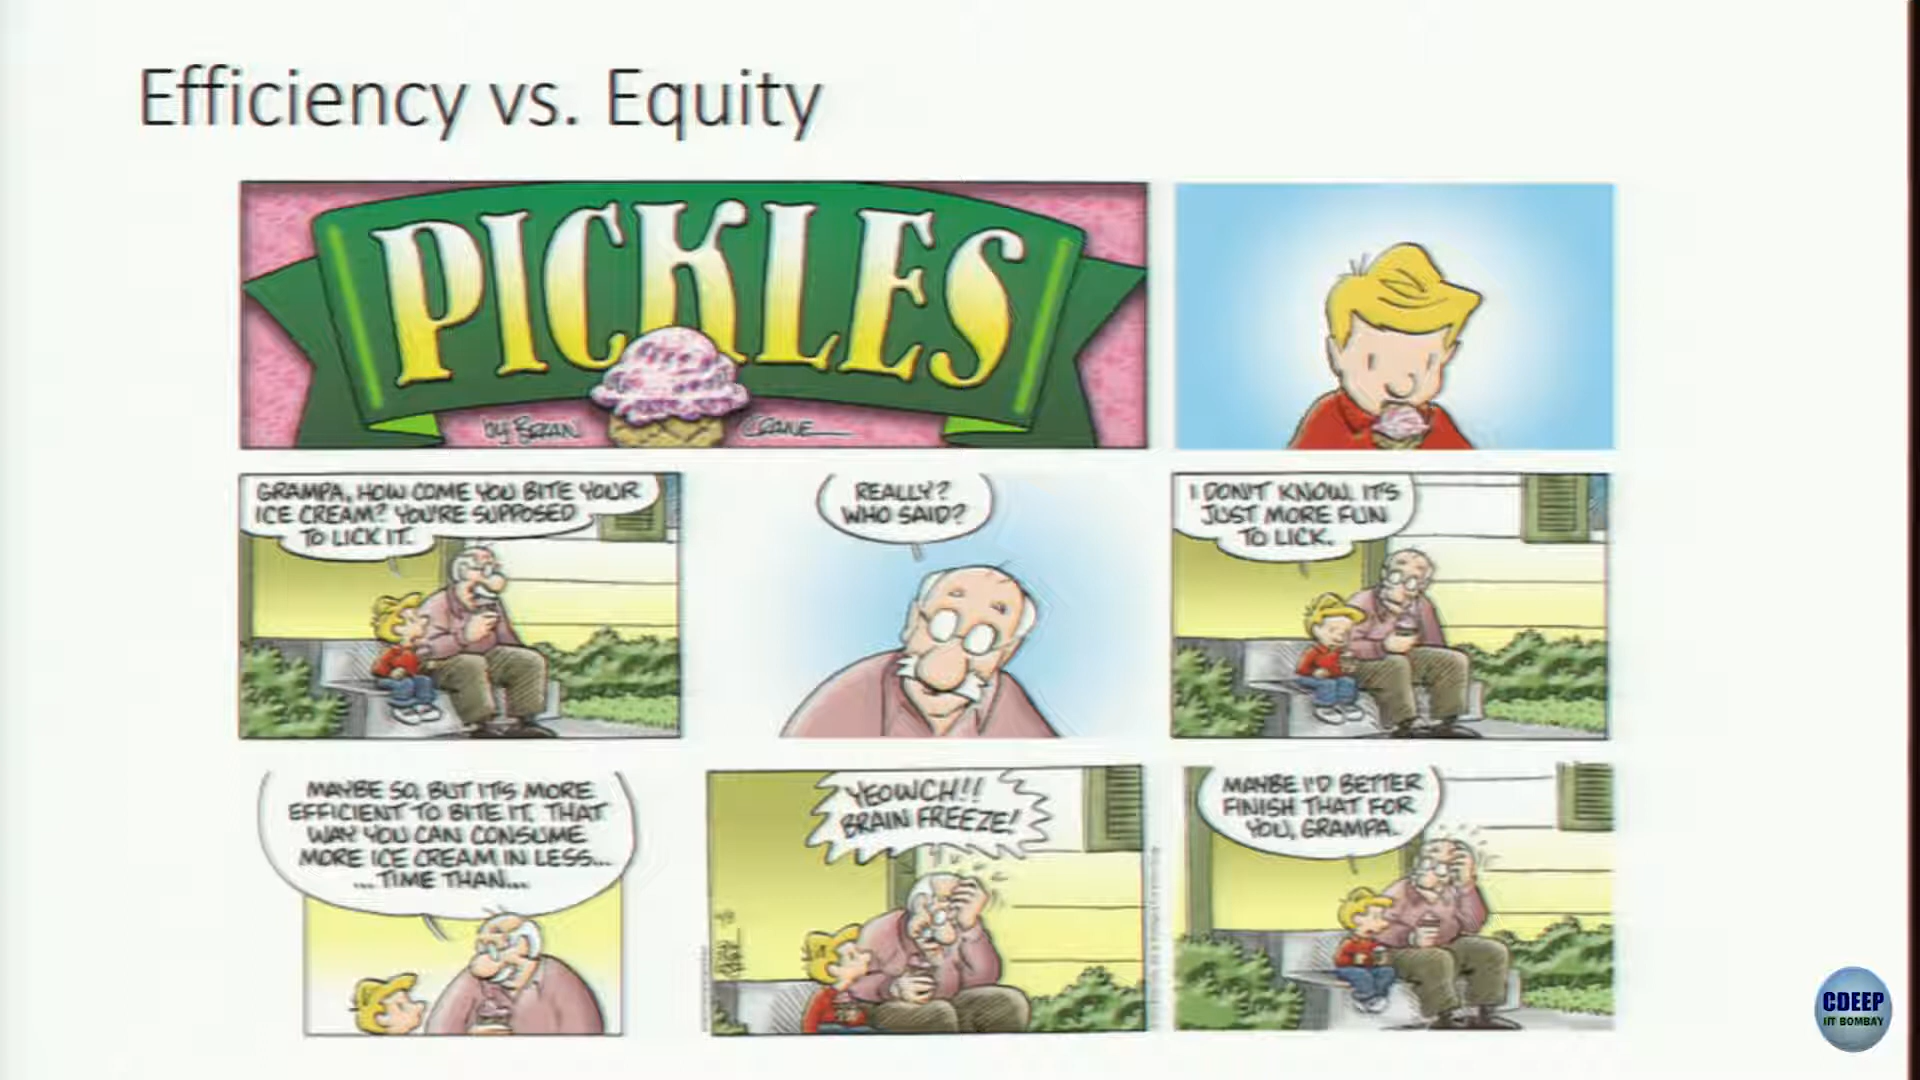 Efficiency vs. Equity
PICKLES
by BRIAN CRANE
GRAMPA, HOW COME YOU BITE YOUR
ICE CREAM? YOU'RE SUPPOSED
TO LICK IT.
REALLY?
WHO SAID?
I DON'T KNOW. IT'S
JUST MORE FUN
TO LICK.
MAYBE SO, BUT IT'S MORE
EFFICIENT TO BITE IT. THAT
WAY YOU CAN CONSUME
MORE ICE CREAM IN LESS...
...TIME THAN...
YEOWCH!!
BRAIN FREEZE!
MAYBE I'D BETTER
FINISH THAT FOR
YOU, GRAMPA.
CDEEP
IIT BOMBAY